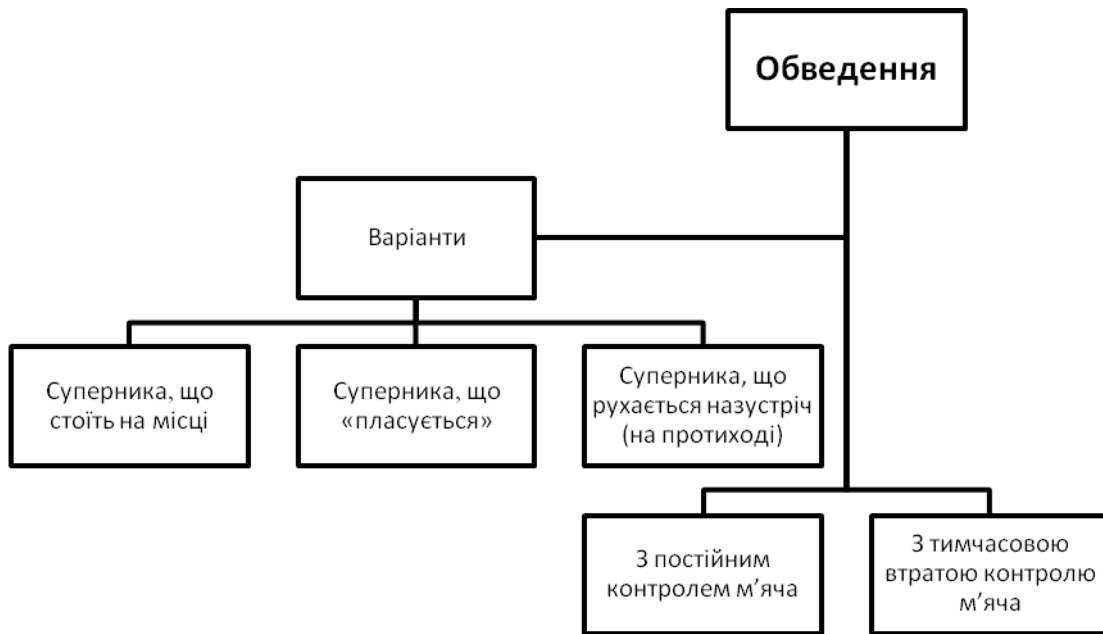 Обведення
Варіанти
Суперника, що
стоїть на місці
Суперника, що
«пласується»
Суперника, що
рухається назустріч
(на протиході)
З постійним
контролем м’яча
З тимчасовою
втратою контролю
м’яча